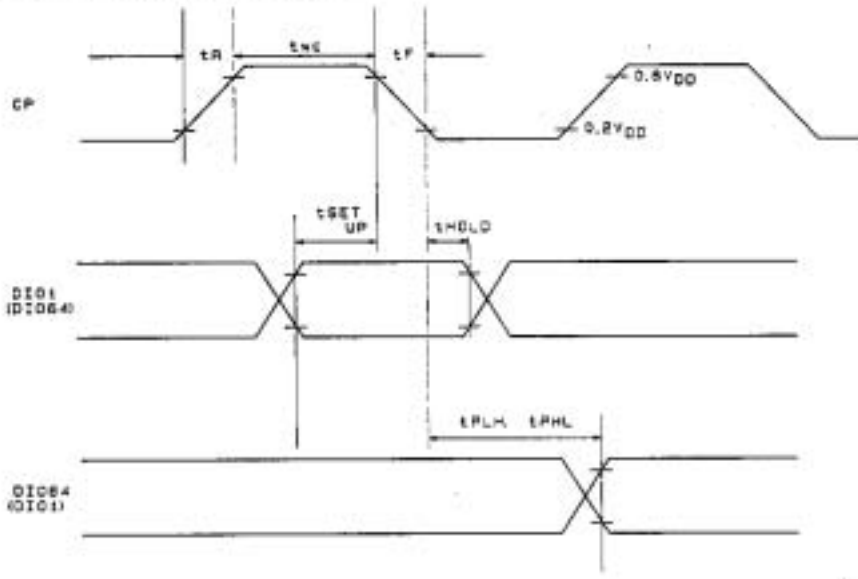 tR tWC tF
CP
0.8VDD
0.2VDD
tSET UP
tHOLD
DIO1
(DIO64)
tPLH, tPHL
DIO64
(DIO1)